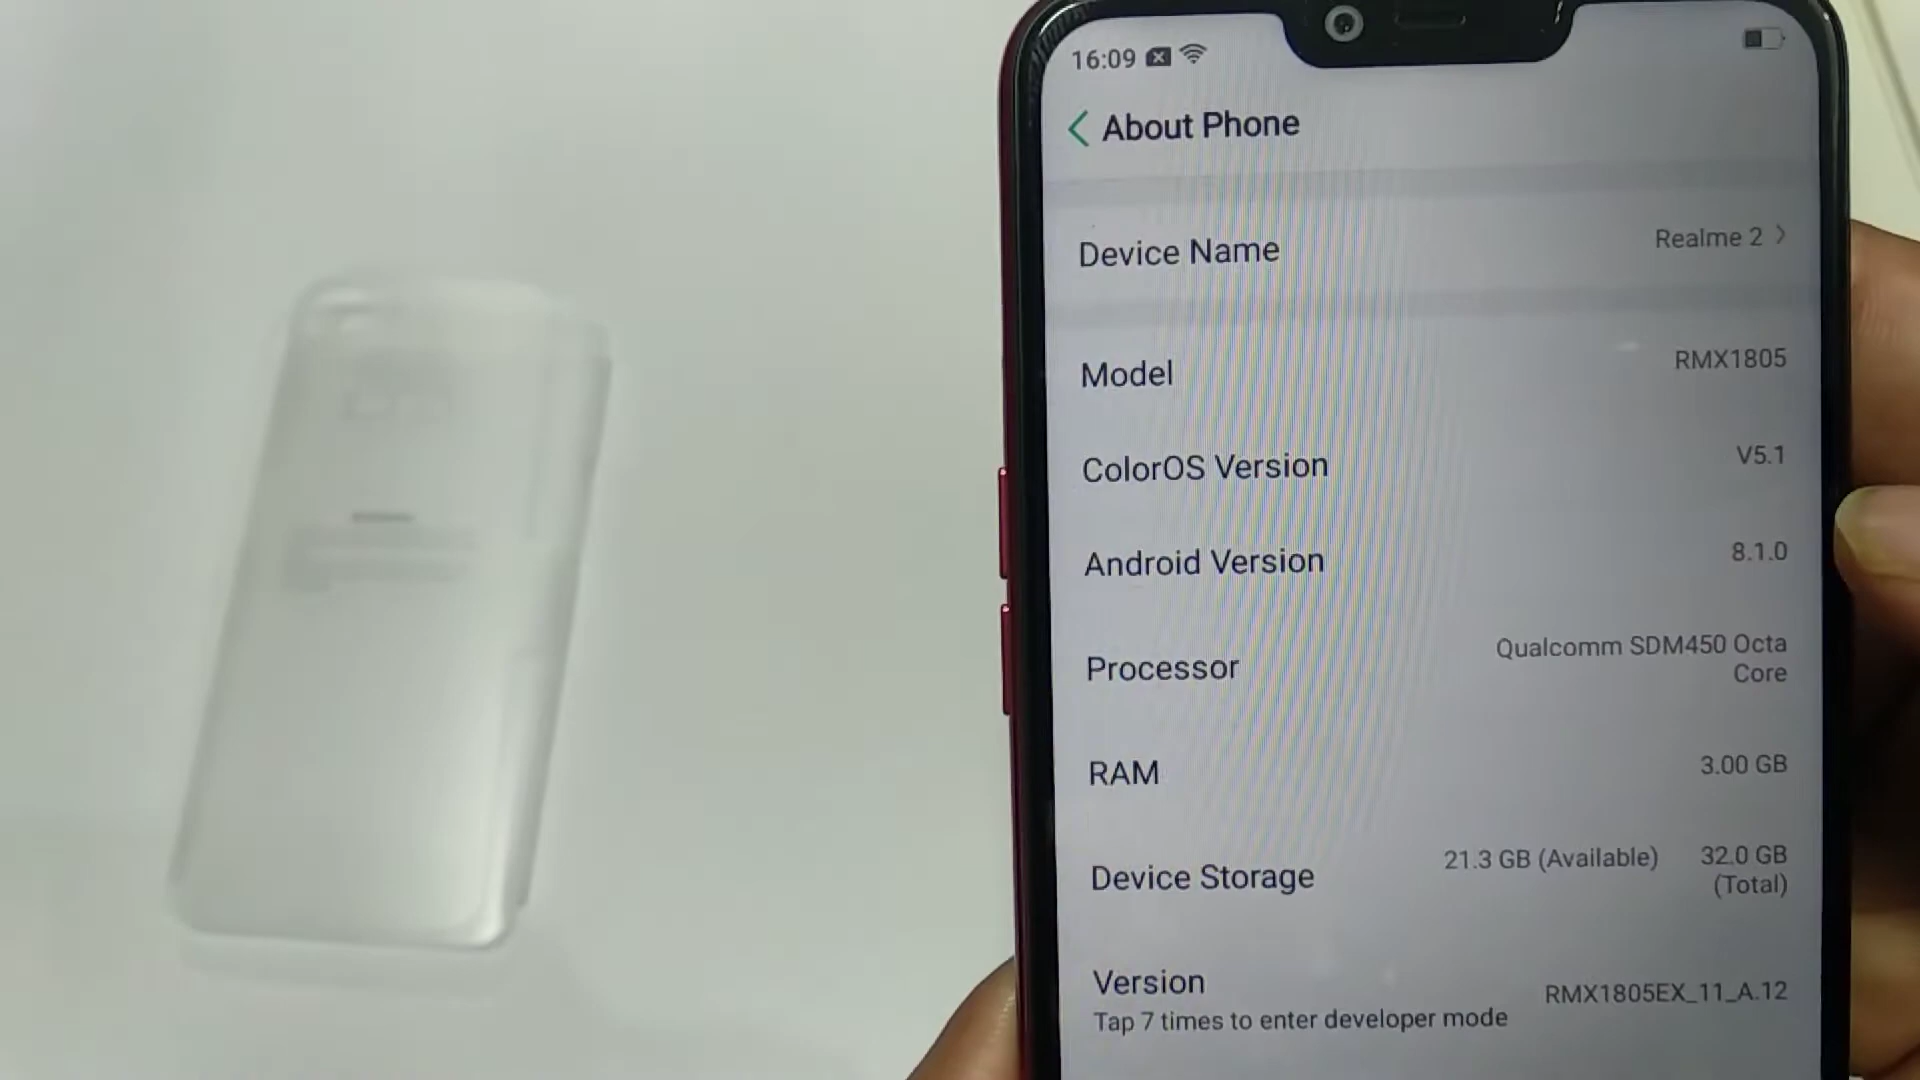 16:09
About Phone
Device Name
Realme 2
Model
RMX1805
ColorOS Version
V5.1
Android Version
8.1.0
Processor
Qualcomm SDM450 Octa
Core
RAM
3.00 GB
Device Storage
21.3 GB (Available)
32.0 GB
(Total)
Version
Tap 7 times to enter developer mode
RMX1805EX_11_A.12